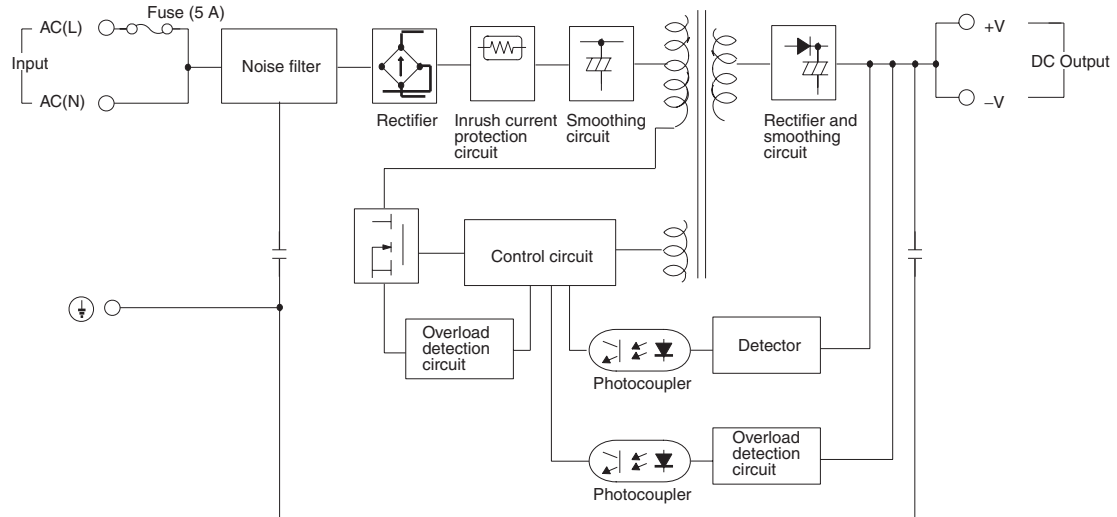 AC(L)
Fuse (5 A)
Input
AC(N)
Noise filter
Rectifier
Inrush current
protection
circuit
Smoothing
circuit
Rectifier and
smoothing
circuit
+V
DC Output
–V
Control circuit
Overload
detection
circuit
Photocoupler
Detector
Photocoupler
Overload
detection
circuit